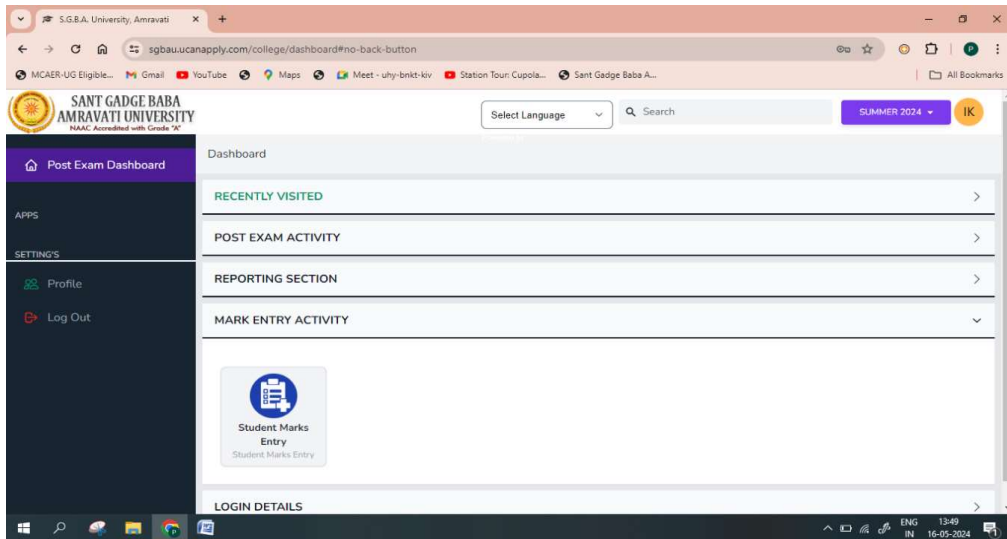 S.G.B.A. University, Amravati
sgbau.ucanapply.com/college/dashboard#no-back-button
MCAER-UG Eligible... Gmail YouTube Maps Meet - uhy-bnkt-kiv Station Tour: Cupola... Sant Gadge Baba A... All Bookmarks
SANT GADGE BABA
AMRAVATI UNIVERSITY
NAAC Accredited with Grade "A"
Select Language
Search
SUMMER 2024
IK
Post Exam Dashboard
APPS
SETTING'S
Profile
Log Out
Dashboard
RECENTLY VISITED
POST EXAM ACTIVITY
REPORTING SECTION
MARK ENTRY ACTIVITY
Student Marks
Entry
Student Marks Entry
LOGIN DETAILS
ENG
IN
13:49
16-05-2024